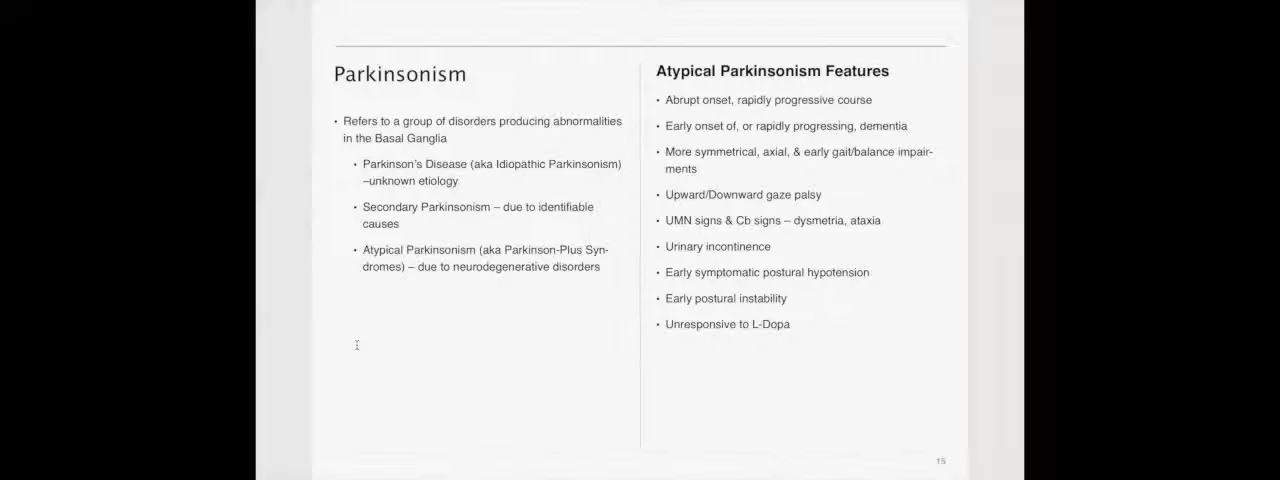 Parkinsonism
• Refers to a group of disorders producing abnormalities
in the Basal Ganglia
• Parkinson's Disease (aka Idiopathic Parkinsonism)
–unknown etiology
• Secondary Parkinsonism – due to identifiable
causes
• Atypical Parkinsonism (aka Parkinson-Plus Syn-
dromes) – due to neurodegenerative disorders
Atypical Parkinsonism Features
• Abrupt onset, rapidly progressive course
• Early onset of, or rapidly progressing, dementia
• More symmetrical, axial, & early gait/balance impair-
ments
• Upward/Downward gaze palsy
• UMN signs & Cb signs – dysmetria, ataxia
• Urinary incontinence
• Early symptomatic postural hypotension
• Early postural instability
• Unresponsive to L-Dopa
15